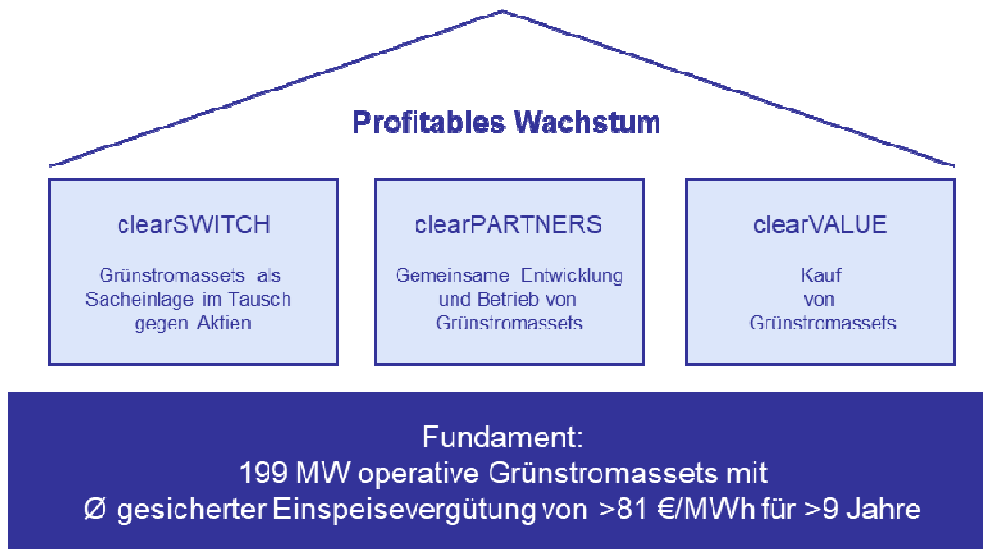 Profitables Wachstum
clearSWITCH
Grünstromassets als
Sacheinlage im Tausch
gegen Aktien
clearPARTNERS
Gemeinsame Entwicklung
und Betrieb von
Grünstromassets
clearVALUE
Kauf
von
Grünstromassets
Fundament:
199 MW operative Grünstromassets mit
Ø gesicherter Einspeisevergütung von >81 €/MWh für >9 Jahre